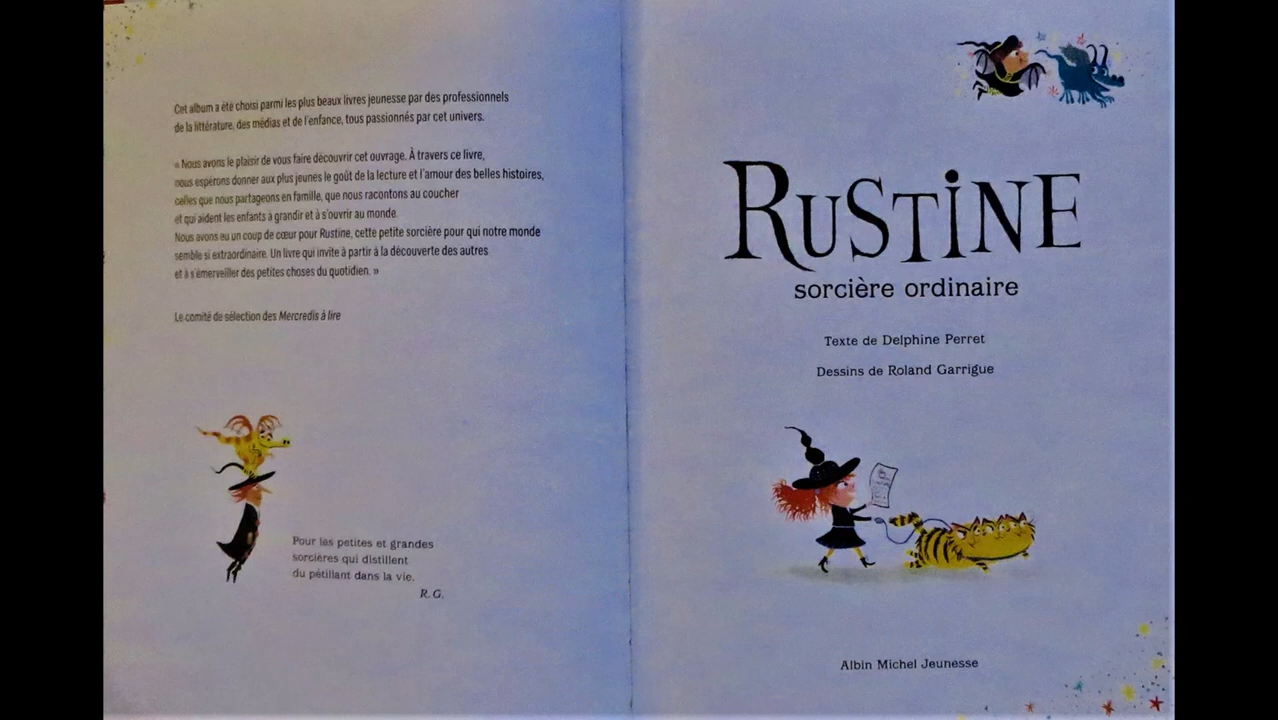 Cet album a été choisi parmi les plus beaux livres jeunesse par des professionnels
de la littérature, des médias et de l'enfance, tous passionnés par cet univers.
« Nous avons le plaisir de vous faire découvrir cet ouvrage. À travers ce livre,
nous espérons donner aux plus jeunes le goût de la lecture et l'amour des belles histoires,
celles que nous partageons en famille, que nous racontons au coucher
et qui aident les enfants à grandir et à s'ouvrir au monde.
Nous avons eu un coup de cœur pour Rustine, cette petite sorcière pour qui notre monde
semble si extraordinaire. Un livre qui invite à partir à la découverte des autres
et à s'émerveiller des petites choses du quotidien. »
Le comité de sélection des Mercredis à lire
Pour les petites et grandes
sorcières qui distillent
du pétillant dans la vie.
R. G.
RUSTINE
sorcière ordinaire
Texte de Delphine Perret
Dessins de Roland Garrigue
Albin Michel Jeunesse